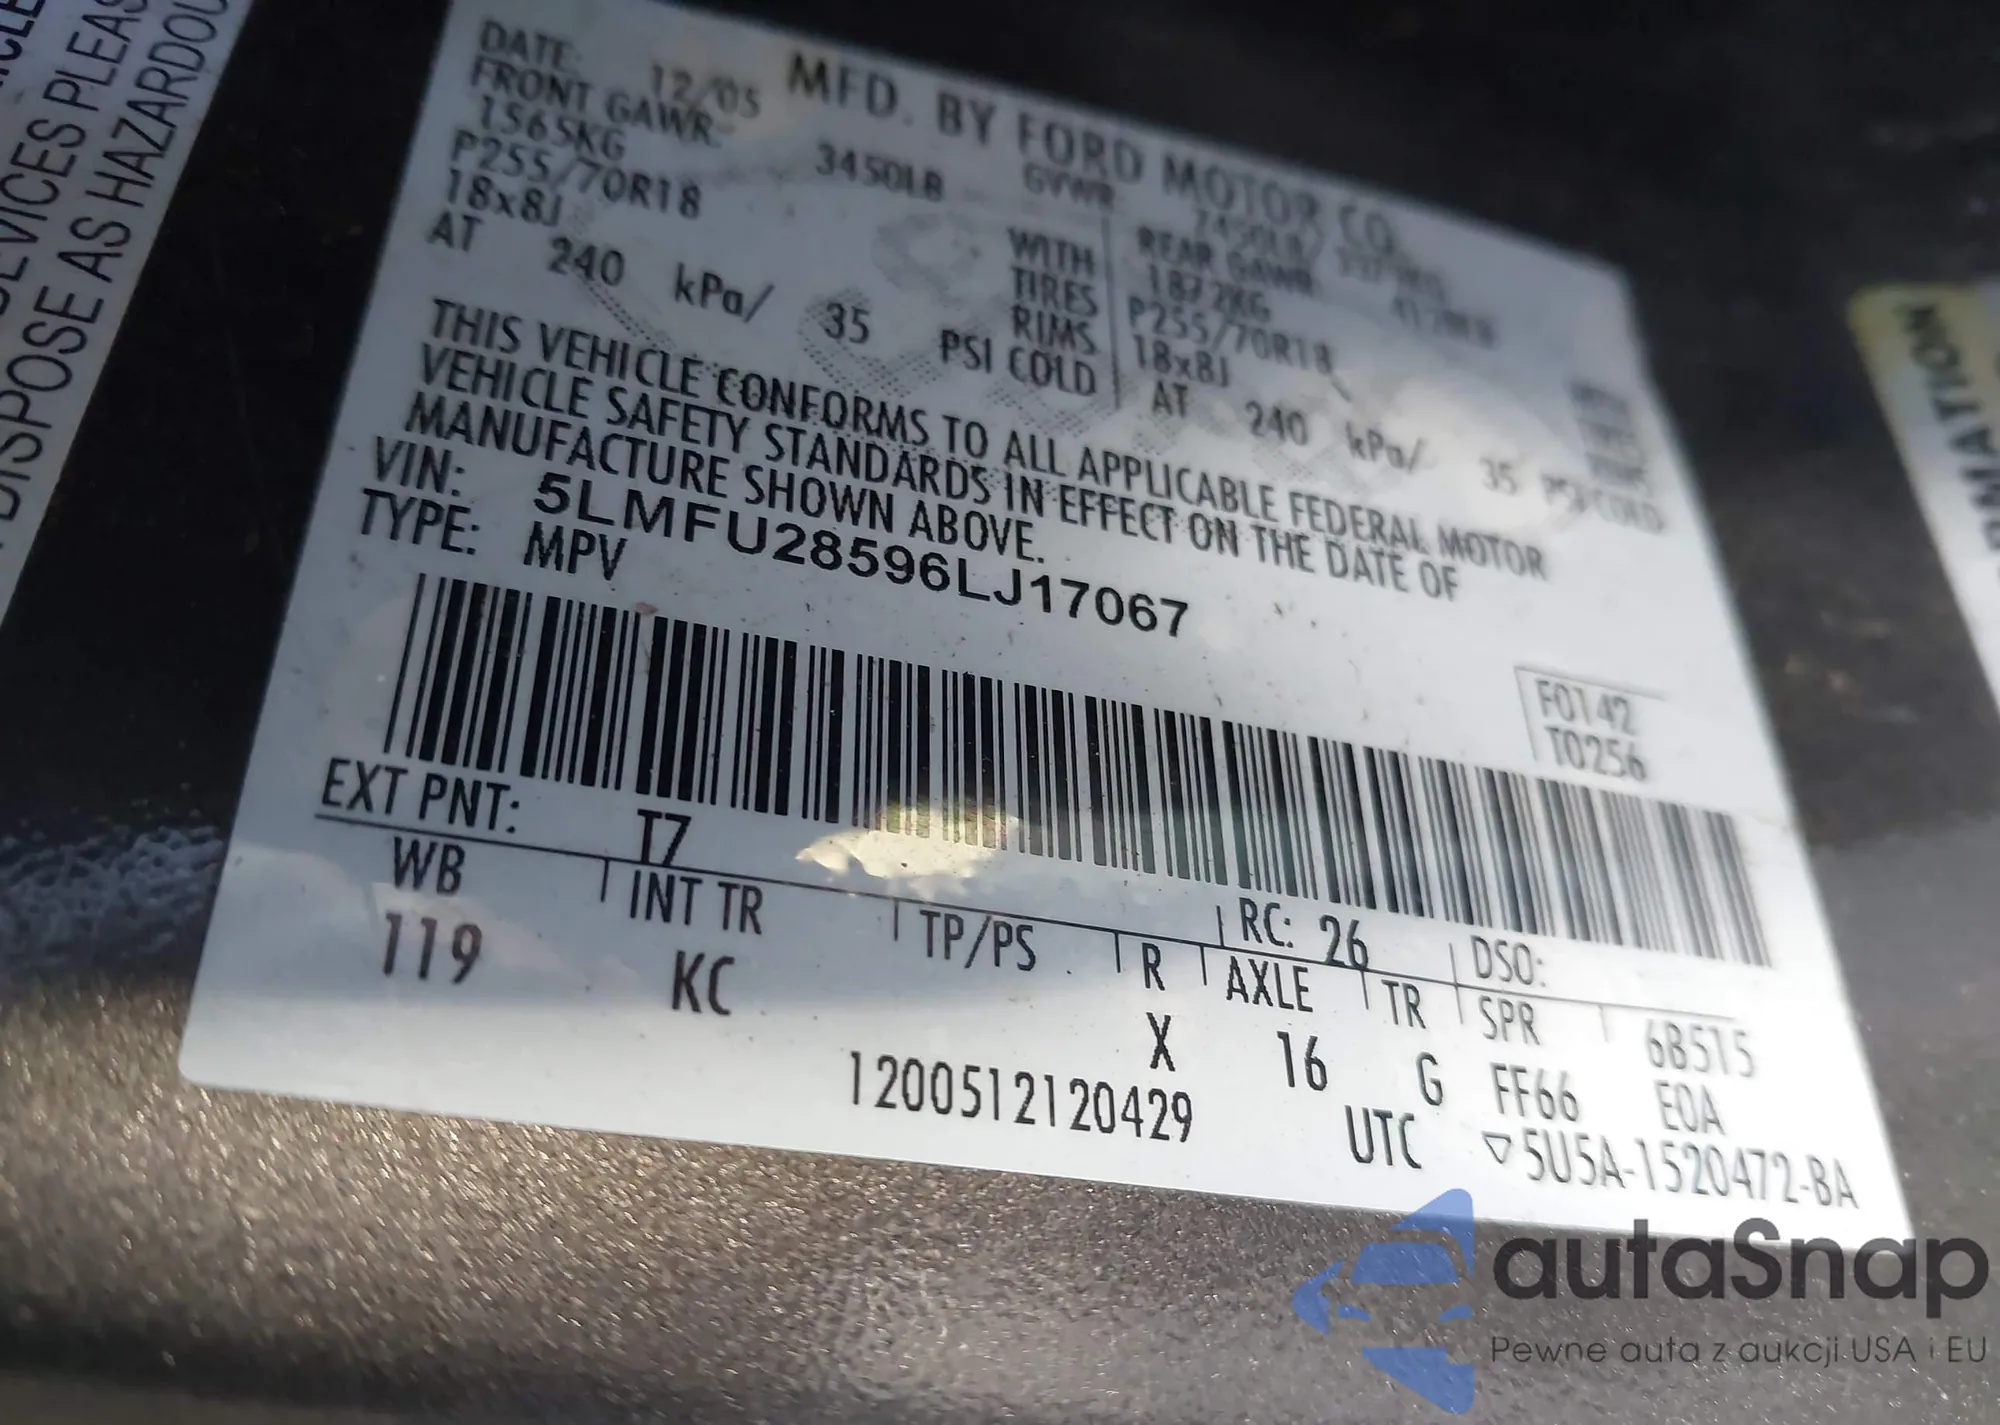 EVICES PLEAS
DISPOSE AS HAZARDOU
MFD. BY FORD MOTOR CO.
DATE: 12/05
GVWR
FRONT GAWR: 3450LB
1565KG
P255/70R18
18x8J
AT 240 kPa/ 35 PSI COLD
WITH
TIRES
RIMS
REAR GAWR
1872KG
P255/70R18
18x8J
AT 240 kPa/ 35 PSI COLD
THIS VEHICLE CONFORMS TO ALL APPLICABLE FEDERAL MOTOR
VEHICLE SAFETY STANDARDS IN EFFECT ON THE DATE OF
MANUFACTURE SHOWN ABOVE.
VIN: 5LMFU28596LJ17067
TYPE: MPV
F0142
T0256
EXT PNT: T7 RC: 26 DSO:
WB INT TR TP/PS R AXLE TR SPR 6B5T5
119 KC X 16 G FF66 E0A
1200512120429 UTC ▽5U5A-1520472-BA
MATION
autaSnap
Pewne auta z aukcji USA i EU